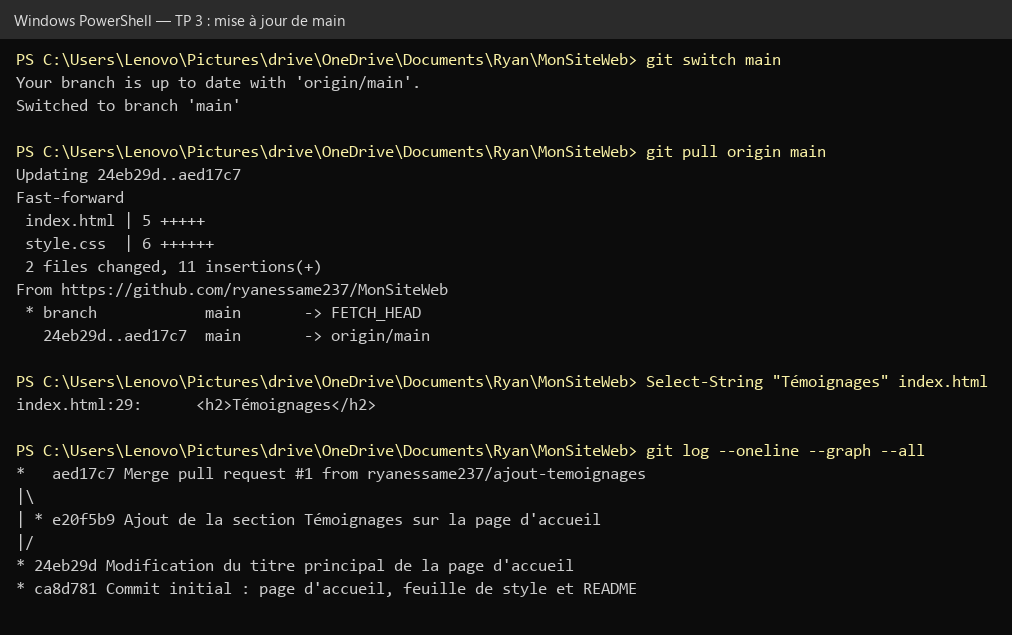 Windows PowerShell — TP 3 : mise à jour de main
PS C:\Users\Lenovo\Pictures\drive\OneDrive\Documents\Ryan\MonSiteWeb> git switch main
Your branch is up to date with 'origin/main'.
Switched to branch 'main'
PS C:\Users\Lenovo\Pictures\drive\OneDrive\Documents\Ryan\MonSiteWeb> git pull origin main
Updating 24eb29d..aed17c7
Fast-forward
 index.html | 5 +++++
 style.css  | 6 ++++++
 2 files changed, 11 insertions(+)
From https://github.com/ryanessame237/MonSiteWeb
 * branch            main       -> FETCH_HEAD
   24eb29d..aed17c7  main       -> origin/main
PS C:\Users\Lenovo\Pictures\drive\OneDrive\Documents\Ryan\MonSiteWeb> Select-String "Témoignages" index.html
index.html:29:      <h2>Témoignages</h2>
PS C:\Users\Lenovo\Pictures\drive\OneDrive\Documents\Ryan\MonSiteWeb> git log --oneline --graph --all
*   aed17c7 Merge pull request #1 from ryanessame237/ajout-temoignages
|\
| * e20f5b9 Ajout de la section Témoignages sur la page d'accueil
|/
* 24eb29d Modification du titre principal de la page d'accueil
* ca8d781 Commit initial : page d'accueil, feuille de style et README